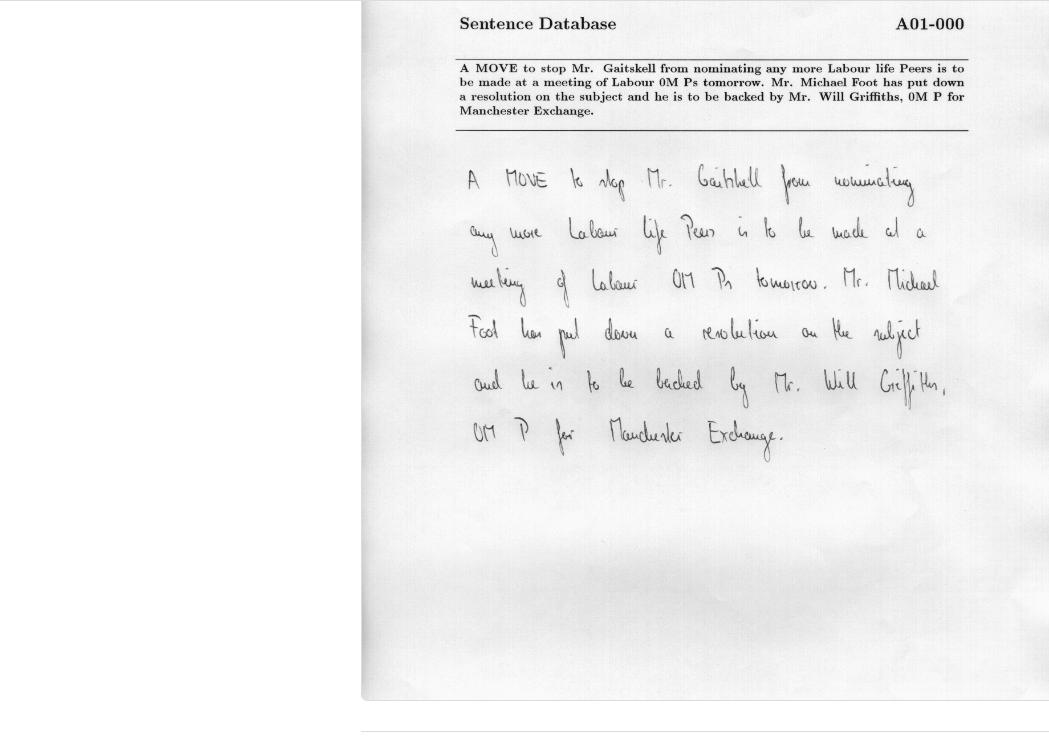 Sentence Database A01-000
A MOVE to stop Mr. Gaitskell from nominating any more Labour life Peers is to
be made at a meeting of Labour 0M Ps tomorrow. Mr. Michael Foot has put down
a resolution on the subject and he is to be backed by Mr. Will Griffiths, 0M P for
Manchester Exchange.
A MOVE to stop Mr. Gaitskell from nominating
any more Labour life Peers is to be made at a
meeting of Labour 0M Ps tomorrow. Mr. Michael
Foot has put down a resolution on the subject
and he is to be backed by Mr. Will Griffiths,
0M P for Manchester Exchange.